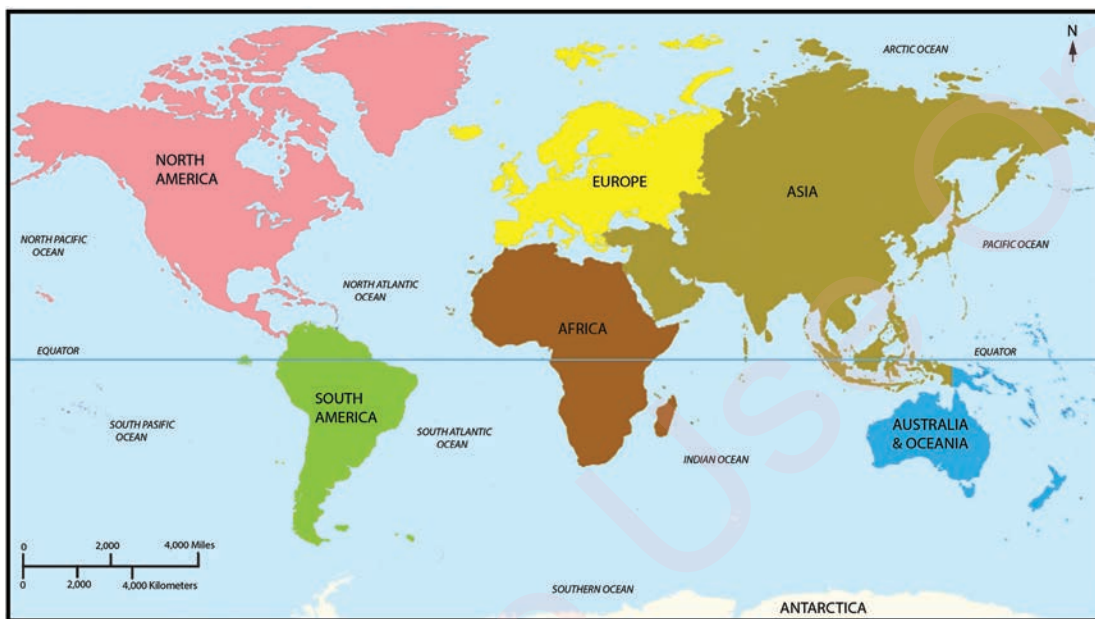 N
ARCTIC OCEAN
NORTH
AMERICA
EUROPE
ASIA
NORTH PACIFIC
OCEAN
PACIFIC OCEAN
NORTH ATLANTIC
OCEAN
AFRICA
EQUATOR
EQUATOR
SOUTH
AMERICA
SOUTH PASIFIC
OCEAN
SOUTH ATLANTIC
OCEAN
AUSTRALIA
& OCEANIA
INDIAN OCEAN
0 2,000 4,000 Miles
0 2,000 4,000 Kilometers
SOUTHERN OCEAN
ANTARCTICA
Use